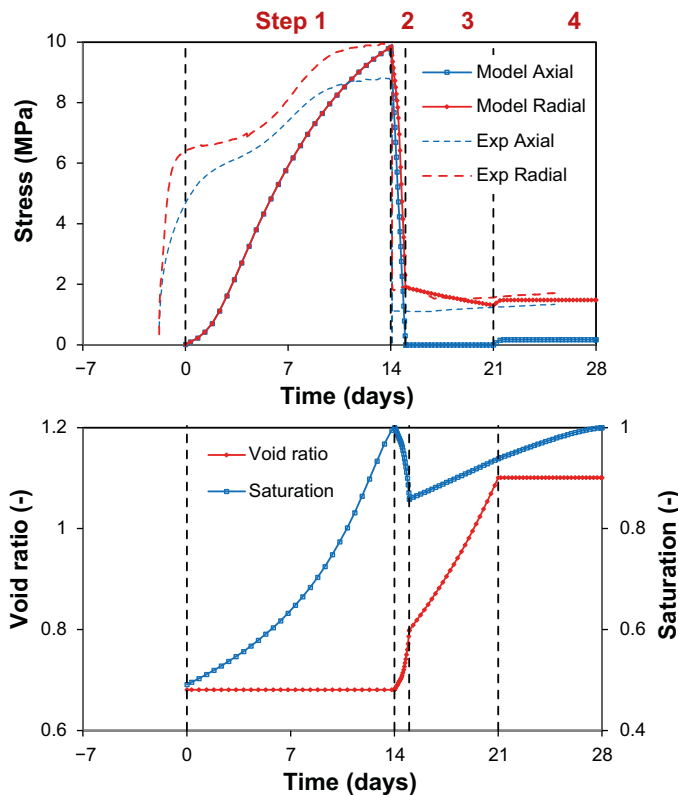 Step 1 2 3 4
Stress (MPa)
10
8
6
4
2
0
Model Axial
Model Radial
Exp Axial
Exp Radial
−7 0 7 14 21 28
Time (days)
Void ratio (-)
1.2
1.0
0.8
0.6
Void ratio
Saturation
1
0.8
0.6
0.4
Saturation (-)
−7 0 7 14 21 28
Time (days)